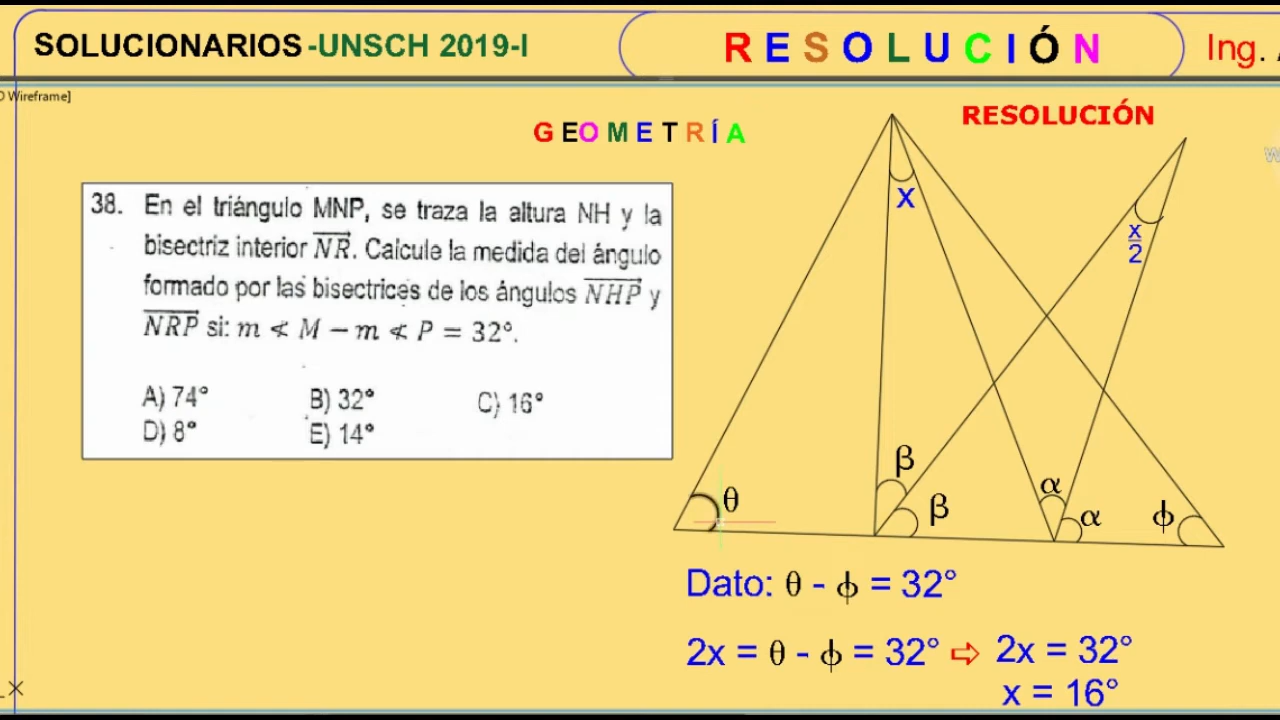 SOLUCIONARIOS -UNSCH 2019-I
RESOLUCIÓN
Ing.
Wireframe]
GEOMETRÍA
RESOLUCIÓN
38. En el triángulo MNP, se traza la altura NH y la
bisectriz interior NR. Calcule la medida del ángulo
formado por las bisectrices de los ángulos NHP y
NRP si: m ∢ M − m ∢ P = 32°.
A) 74° B) 32° C) 16°
D) 8° E) 14°
x
x
2
β
β
θ
α
α
ϕ
Dato: θ - ϕ = 32°
2x = θ - ϕ = 32° ⇨ 2x = 32°
x = 16°